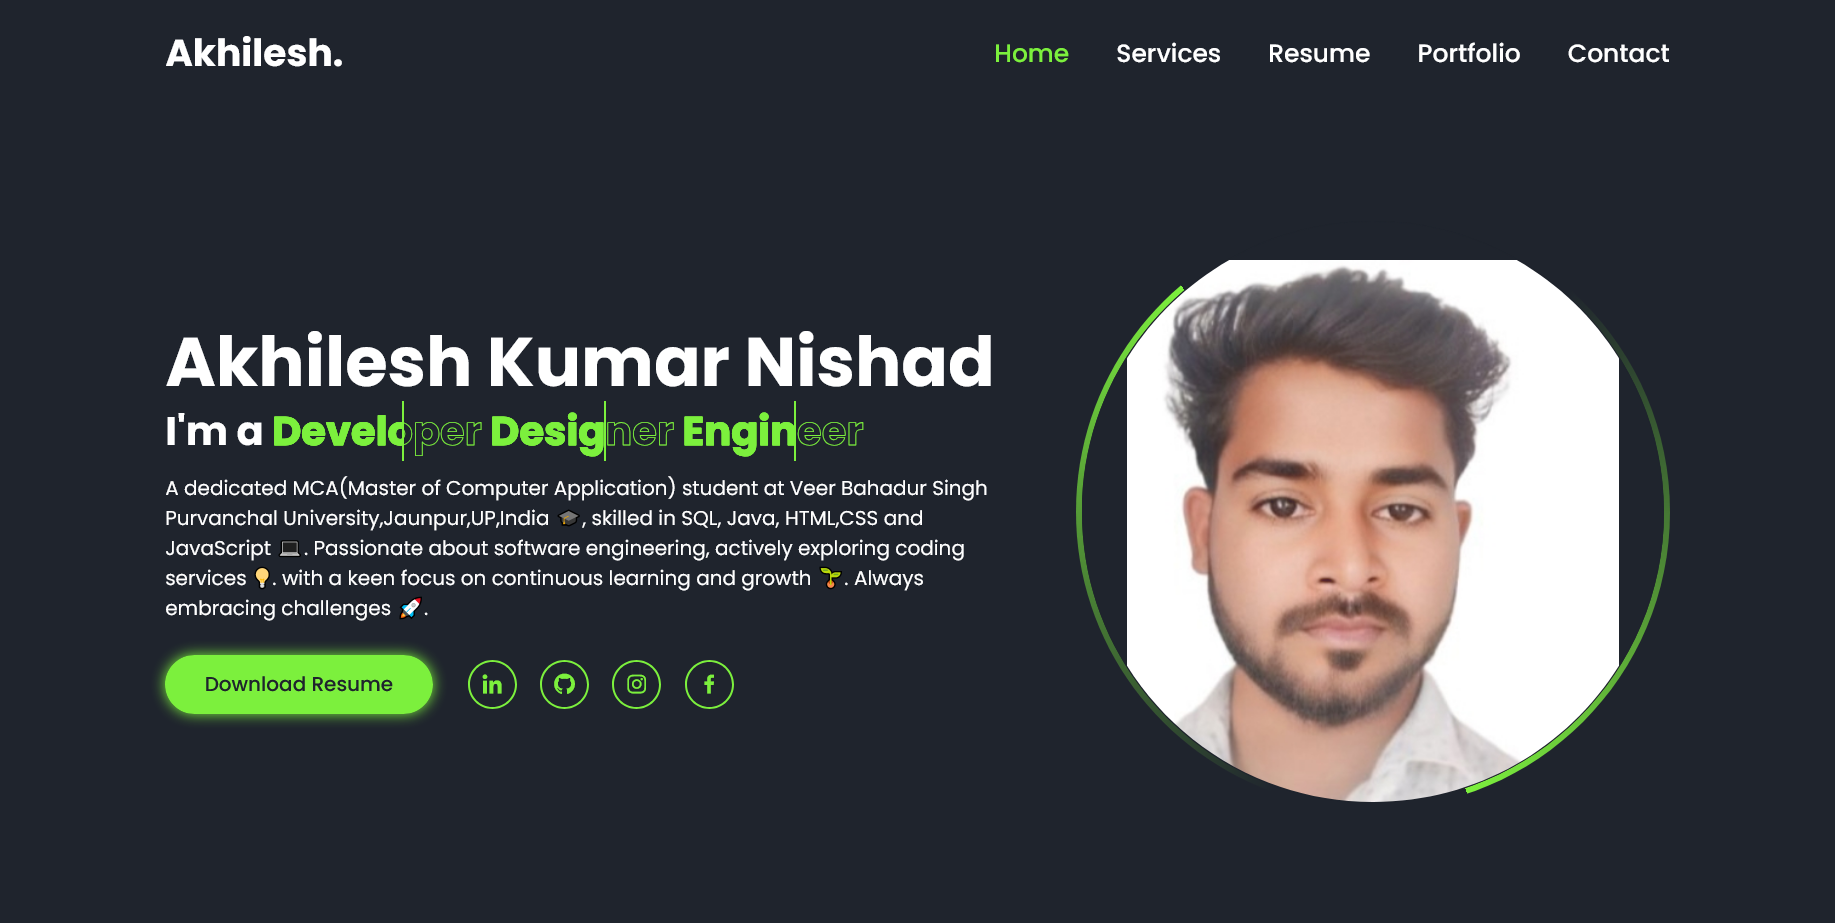 Akhilesh.
Home Services Resume Portfolio Contact
Akhilesh Kumar Nishad
I'm a Developer Designer Engineer
A dedicated MCA(Master of Computer Application) student at Veer Bahadur Singh
Purvanchal University,Jaunpur,UP,India 🎓, skilled in SQL, Java, HTML,CSS and
JavaScript 💻. Passionate about software engineering, actively exploring coding
services 💡. with a keen focus on continuous learning and growth 🌱. Always
embracing challenges 🚀.
Download Resume